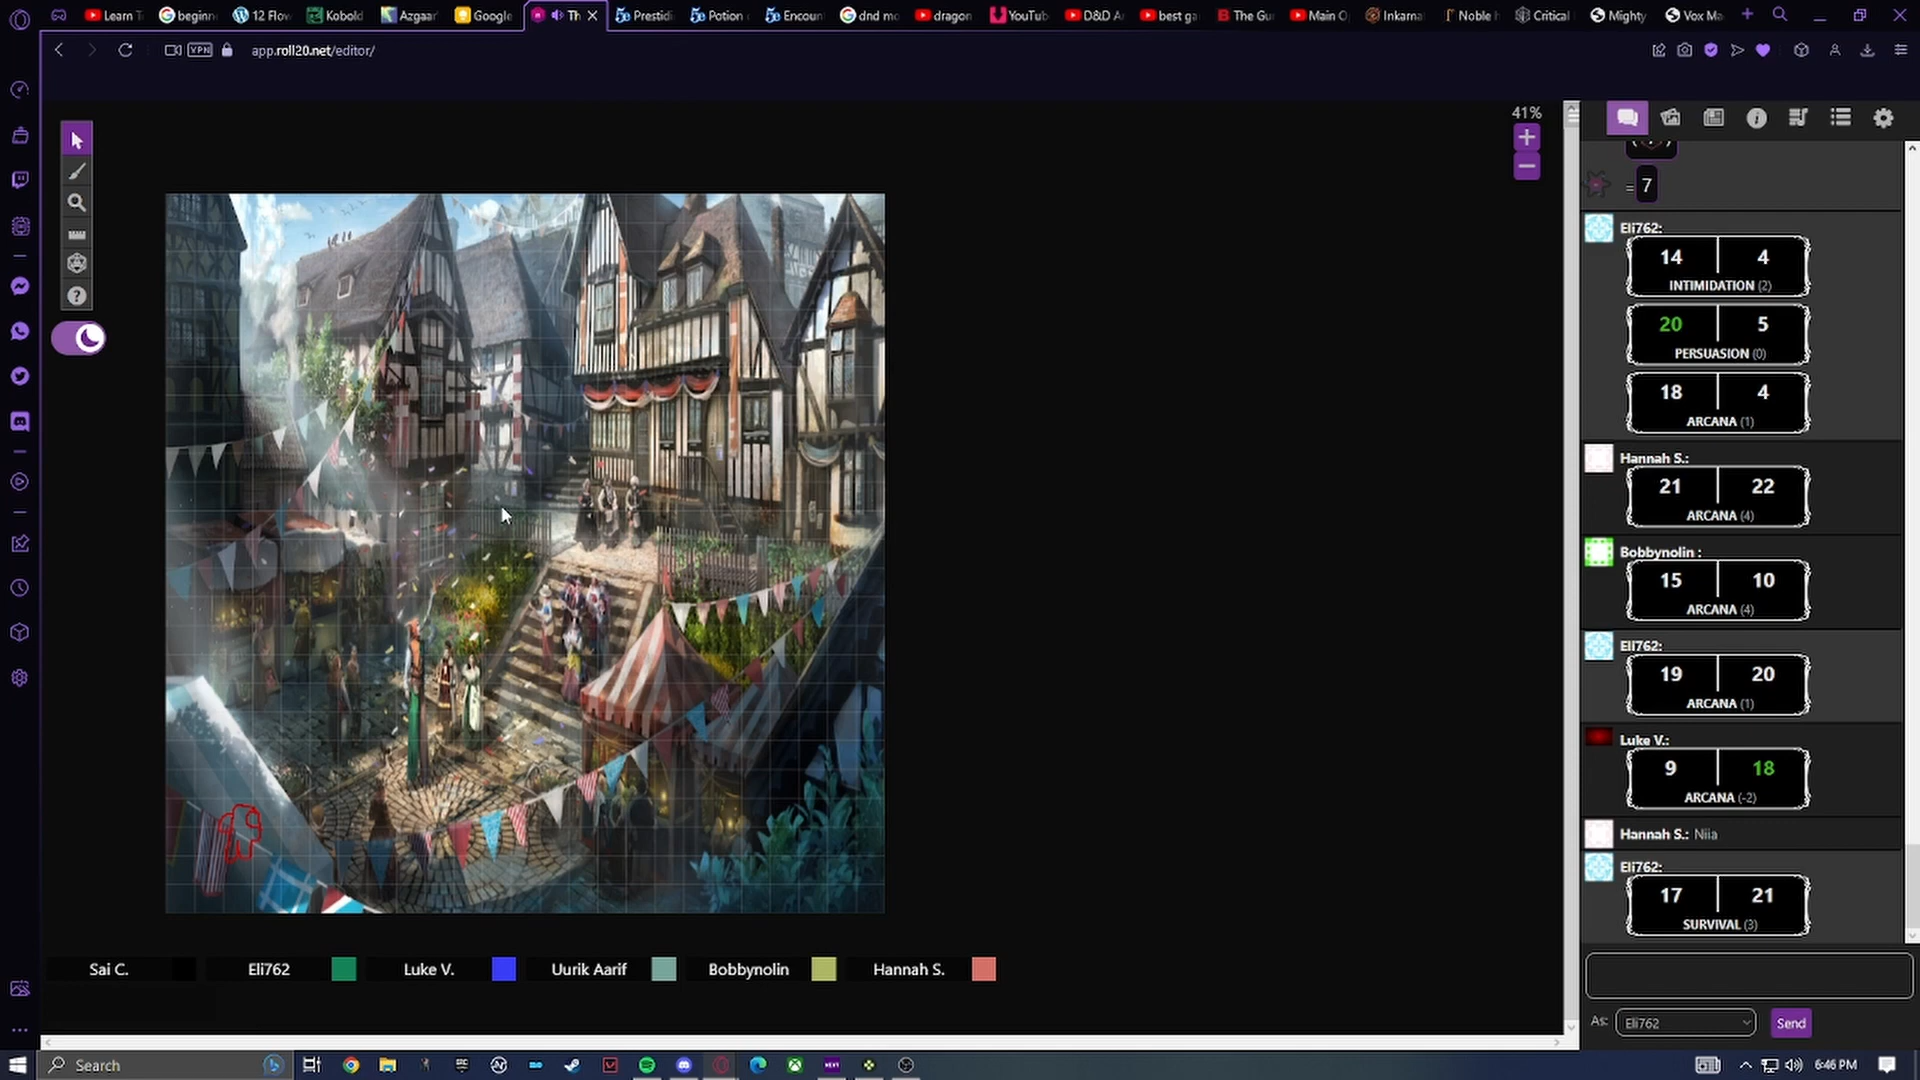 Learn T
beginn
12 Flow
Kobold
Azgaar
Google
Th
Prestidi
Potion
Encoun
dnd mo
dragon
YouTub
D&D A
best ga
The Gu
Main O
Inkarna
Noble h
Critical
Mighty
Vox Ma
VPN
app.roll20.net/editor/
41%
= 7
Eli762:
14 4
INTIMIDATION (2)
20 5
PERSUASION (0)
18 4
ARCANA (1)
Hannah S.:
21 22
ARCANA (4)
Bobbynolin :
15 10
ARCANA (4)
Eli762:
19 20
ARCANA (1)
Luke V.:
9 18
ARCANA (-2)
Hannah S.: Niia
Eli762:
17 21
SURVIVAL (3)
Sai C.
Eli762
Luke V.
Uurik Aarif
Bobbynolin
Hannah S.
As: Eli762
Send
Search
6:46 PM